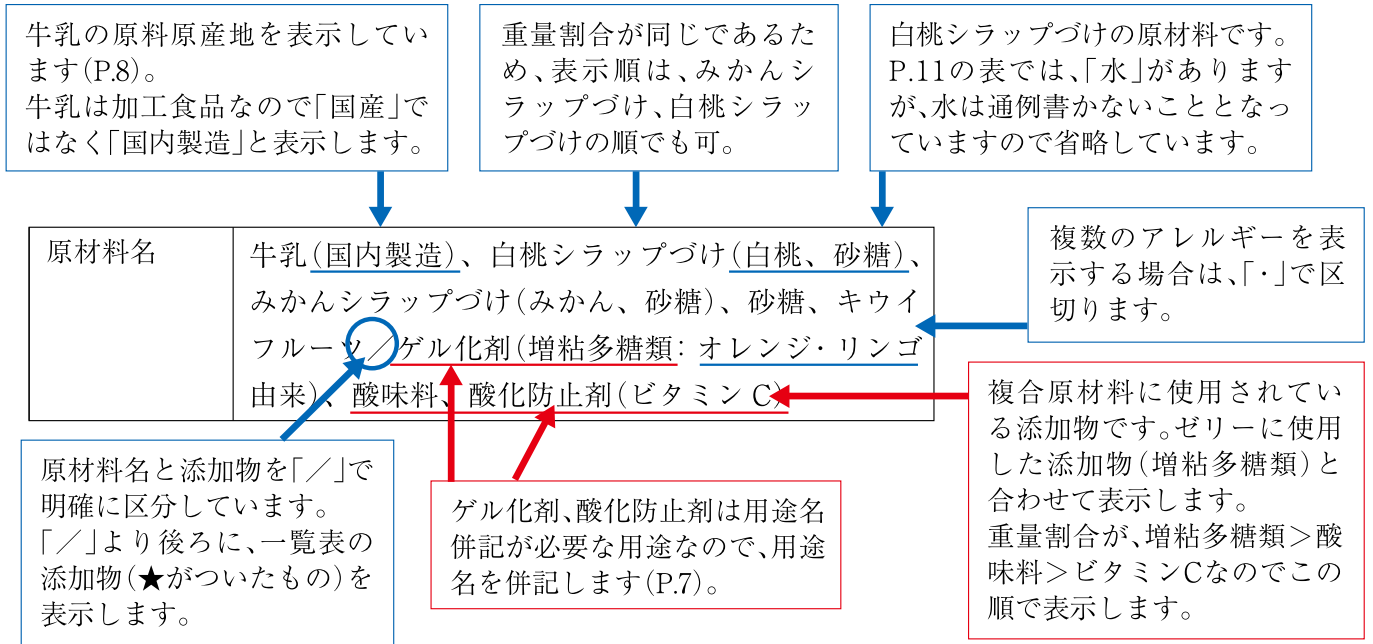 牛乳の原料原産地を表示してい
ます(P.8)。
牛乳は加工食品なので「国産」で
はなく「国内製造」と表示します。
重量割合が同じであるた
め、表示順は、みかんシ
ラップづけ、白桃シラッ
プづけの順でも可。
白桃シラップづけの原材料です。
P.11の表では、「水」があります
が、水は通例書かないこととなっ
ていますので省略しています。
原材料名
牛乳(国内製造)、白桃シラップづけ(白桃、砂糖)、
みかんシラップづけ(みかん、砂糖)、砂糖、キウイ
フルーツ／ゲル化剤(増粘多糖類：オレンジ・リンゴ
由来)、酸味料、酸化防止剤(ビタミンC)
複数のアレルギーを表
示する場合は、「・」で区
切ります。
原材料名と添加物を「／」で
明確に区分しています。
「／」より後ろに、一覧表の
添加物(★がついたもの)を
表示します。
ゲル化剤、酸化防止剤は用途名
併記が必要な用途なので、用途
名を併記します(P.7)。
複合原材料に使用されてい
る添加物です。ゼリーに使用
した添加物(増粘多糖類)と
合わせて表示します。
重量割合が、増粘多糖類＞酸
味料＞ビタミンCなのでこの
順で表示します。